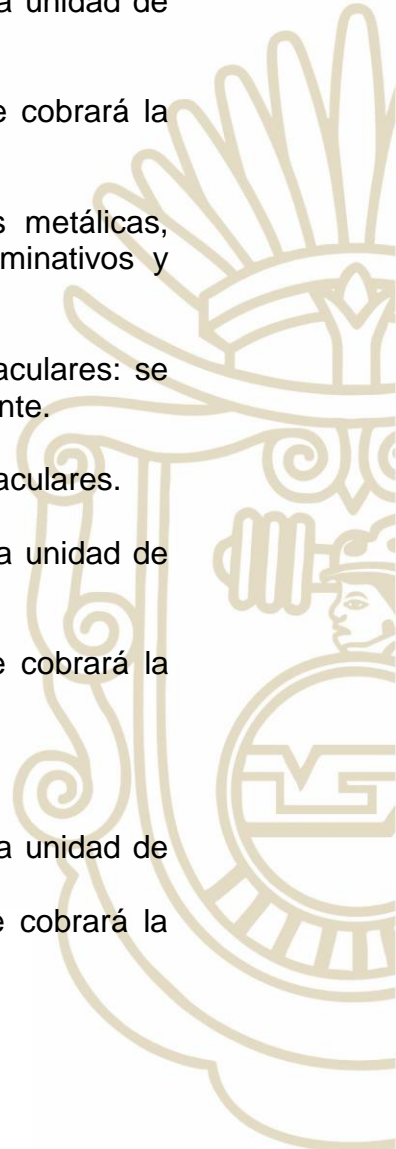 a unidad de
e cobrará la
s metálicas,
minativos y
aculares: se
nte.
aculares.
a unidad de
e cobrará la
a unidad de
e cobrará la